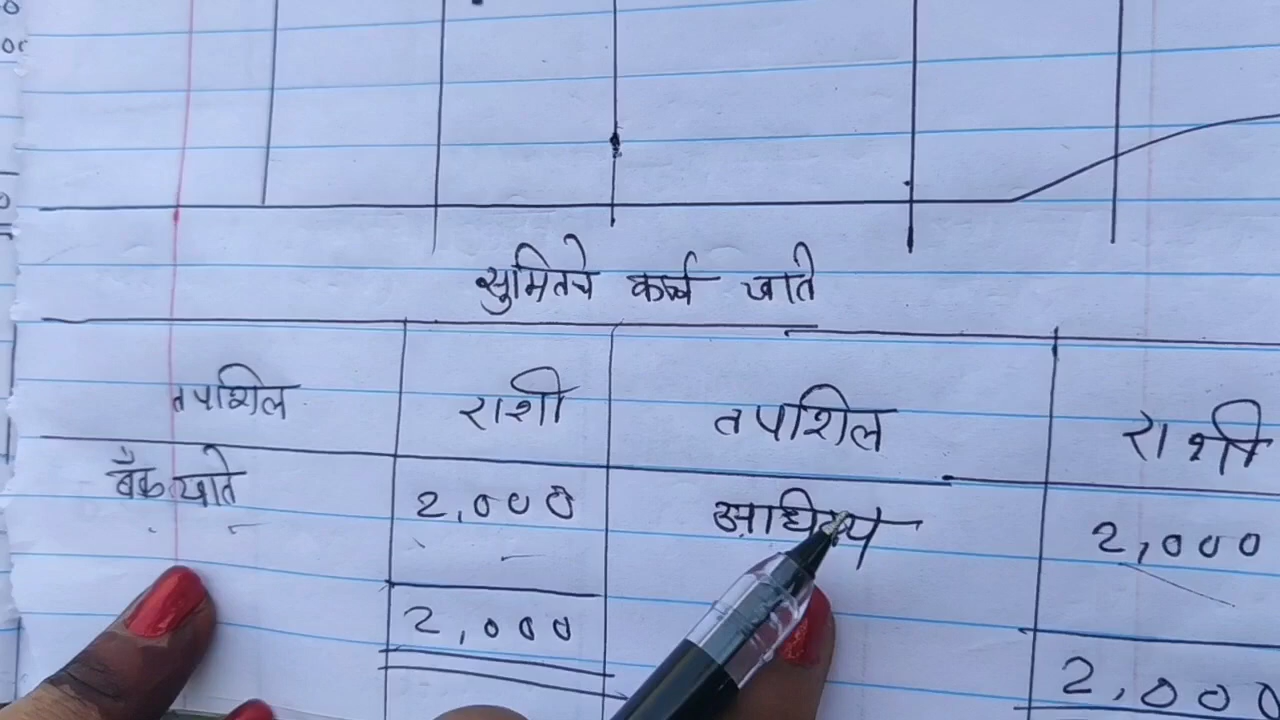 सुमितचे कर्ज खाते
तपशिल राशी तपशिल राशी
बैंक खाते 2,000 आधिक्य 2,000
2,000 2,000